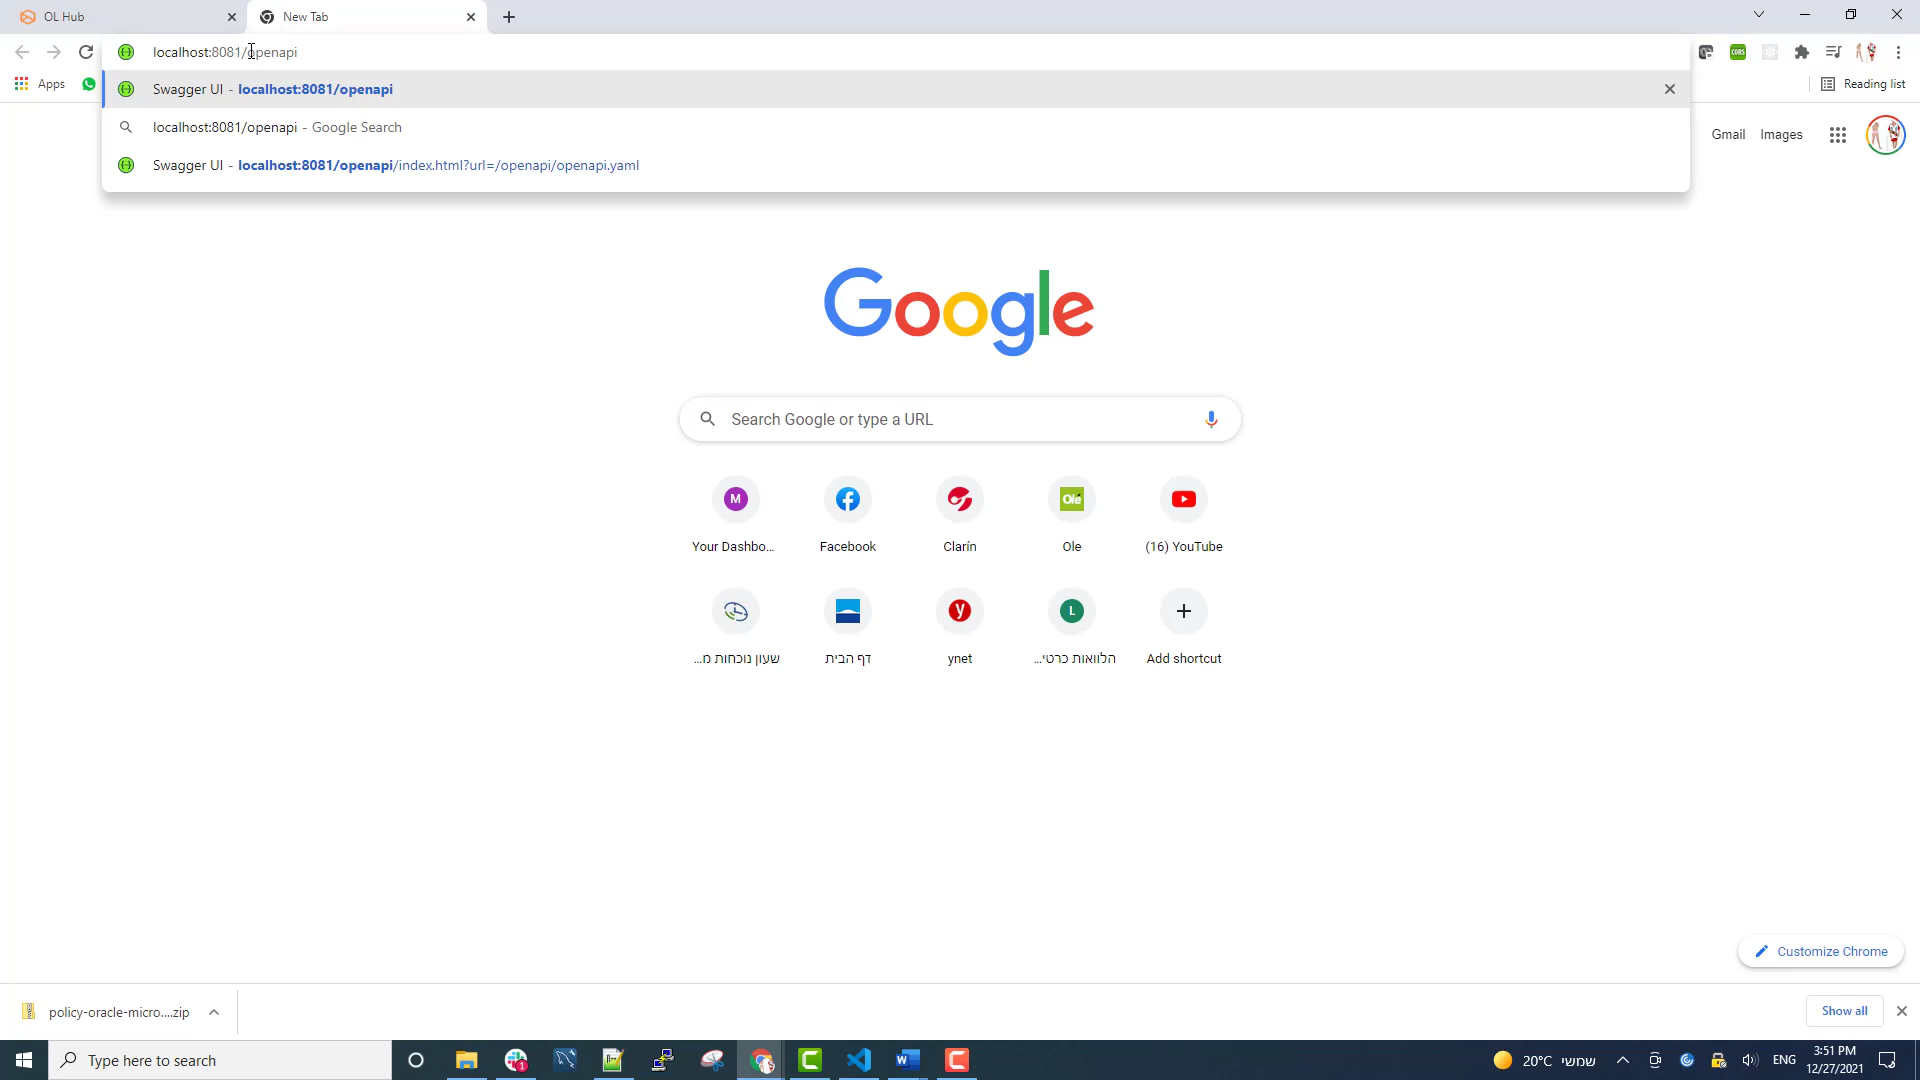 OL Hub
New Tab
localhost:8081/openapi
Swagger UI - localhost:8081/openapi
localhost:8081/openapi - Google Search
Swagger UI - localhost:8081/openapi/index.html?url=/openapi/openapi.yaml
CORS
Apps
Reading list
Gmail Images
Google
Search Google or type a URL
M
Olé
Your Dashbo...
Facebook
Clarín
Ole
(16) YouTube
y
L
שעון נוכחות מ...
דף הבית
ynet
הלוואות כרטי...
Add shortcut
Customize Chrome
policy-oracle-micro....zip
Show all
Type here to search
1
20°C שמשי
ENG
3:51 PM
12/27/2021